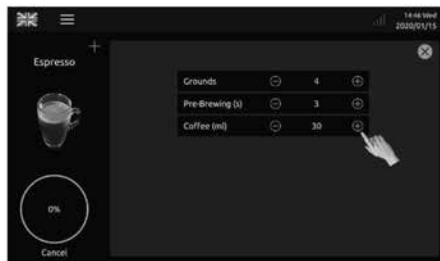 14:46 Wed
2020/01/15
Espresso
Grounds 4
Pre-Brewing (s) 3
Coffee (ml) 30
0%
Cancel